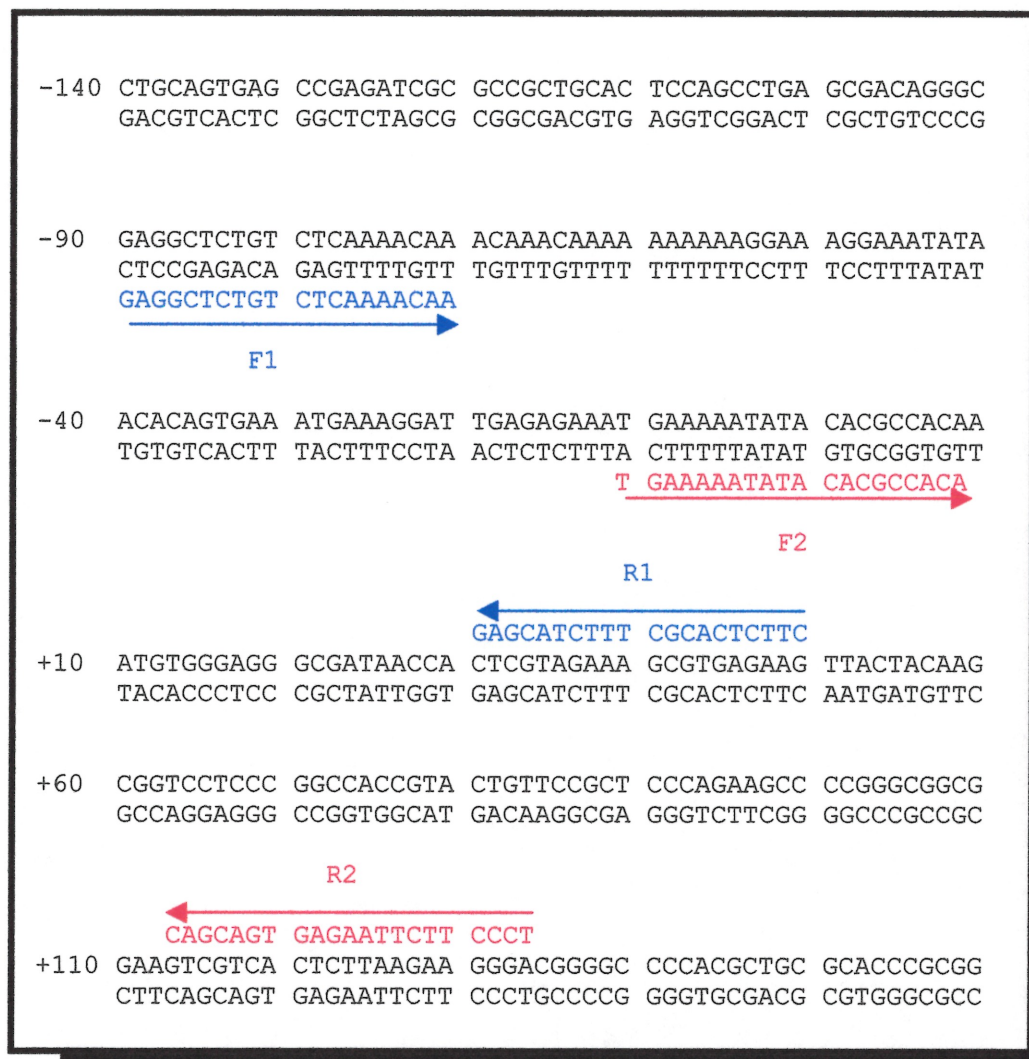 -140 CTGCAGTGAG CCGAGATCGC GCCGCTGCAC TCCAGCCTGA GCGACAGGGC
GACGTCACTC GGCTCTAGCG CGGCGACGTG AGGTCGGACT CGCTGTCCCG
-90 GAGGCTCTGT CTCAAAACAA ACAAACAAAA AAAAAAGGAA AGGAAATATA
CTCCGAGACA GAGTTTTGTT TGTTTGTTTT TTTTTTCCTT TCCTTTATAT
GAGGCTCTGT CTCAAAACAA
F1
-40 ACACAGTGAA ATGAAAGGAT TGAGAGAAAT GAAAAATATA CACGCCACAA
TGTGTCACTT TACTTTCCTA ACTCTCTTTA CTTTTTATAT GTGCGGTGTT
T GAAAAATATA CACGCCACA
F2
R1
GAGCATCTTT CGCACTCTTC
+10 ATGTGGGAGG GCGATAACCA CTCGTAGAAA GCGTGAGAAG TTACTACAAG
TACACCCTCC CGCTATTGGT GAGCATCTTT CGCACTCTTC AATGATGTTC
+60 CGGTCCTCCC GGCCACCGTA CTGTTCCGCT CCCAGAAGCC CCGGGCGGCG
GCCAGGAGGG CCGGTGGCAT GACAAGGCGA GGGTCTTCGG GGCCCGCCGC
R2
CAGCAGT GAGAATTCTT CCCT
+110 GAAGTCGTCA CTCTTAAGAA GGGACGGGGC CCCACGCTGC GCACCCGCGG
CTTCAGCAGT GAGAATTCTT CCCTGCCCCG GGGTGCGACG CGTGGGCGCC